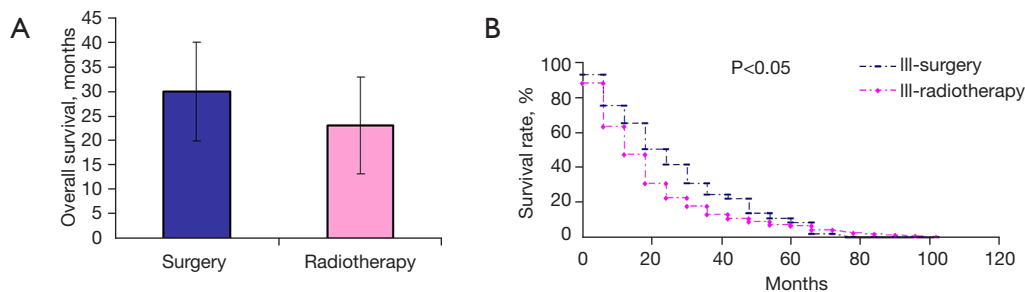 A
Overall survival, months
45
40
35
30
25
20
15
10
5
0
Surgery
Radiotherapy
B
Survival rate, %
100
80
60
40
20
0
P<0.05
III-surgery
III-radiotherapy
0
20
40
60
80
100
120
Months